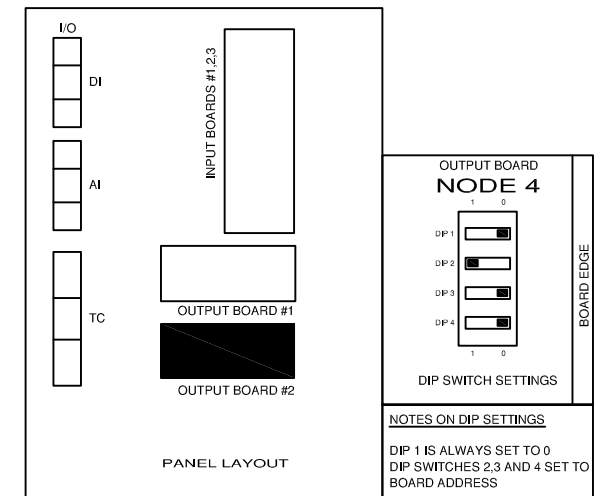 I/O
DI
AI
TC
INPUT BOARDS #1,2,3
OUTPUT BOARD #1
OUTPUT BOARD #2
PANEL LAYOUT
OUTPUT BOARD
NODE 4
1 0
DIP 1
DIP 2
DIP 3
DIP 4
1 0
BOARD EDGE
DIP SWITCH SETTINGS
NOTES ON DIP SETTINGS
DIP 1 IS ALWAYS SET TO 0
DIP SWITCHES 2,3 AND 4 SET TO
BOARD ADDRESS